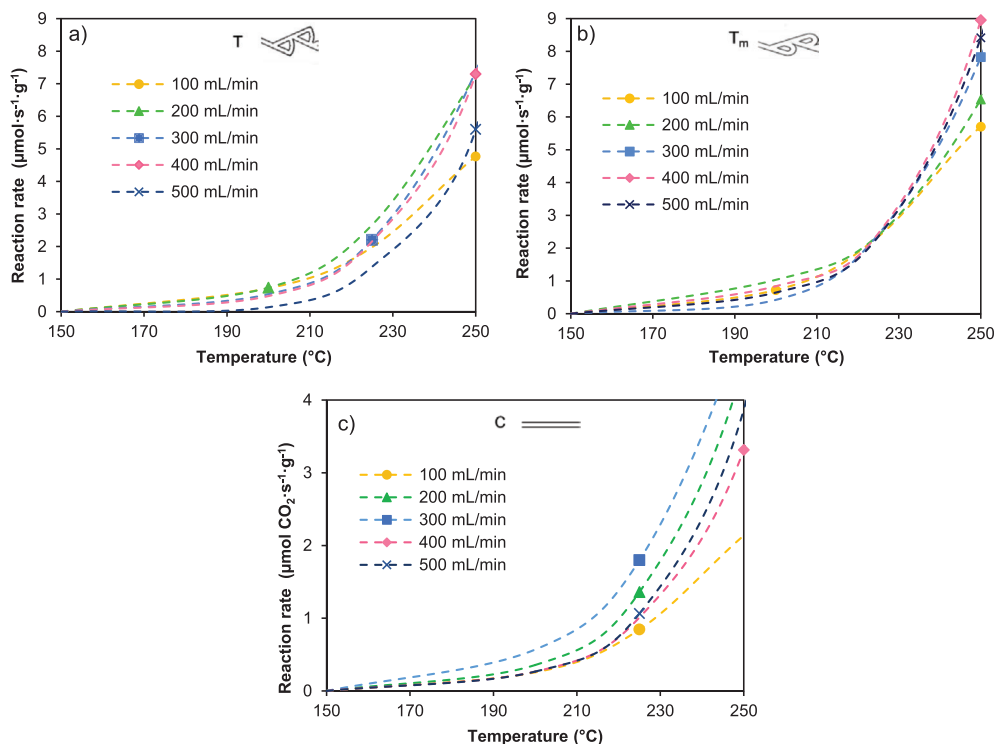 a)
T
Reaction rate (µmol·s⁻¹·g⁻¹)
9
8
7
6
5
4
3
2
1
0
100 mL/min
200 mL/min
300 mL/min
400 mL/min
500 mL/min
150 170 190 210 230 250
Temperature (°C)
b)
Tₘ
Reaction rate (µmol·s⁻¹·g⁻¹)
9
8
7
6
5
4
3
2
1
0
100 mL/min
200 mL/min
300 mL/min
400 mL/min
500 mL/min
150 170 190 210 230 250
Temperature (°C)
c)
C
Reaction rate (µmol CO₂·s⁻¹·g⁻¹)
4
3
2
1
0
100 mL/min
200 mL/min
300 mL/min
400 mL/min
500 mL/min
150 170 190 210 230 250
Temperature (°C)